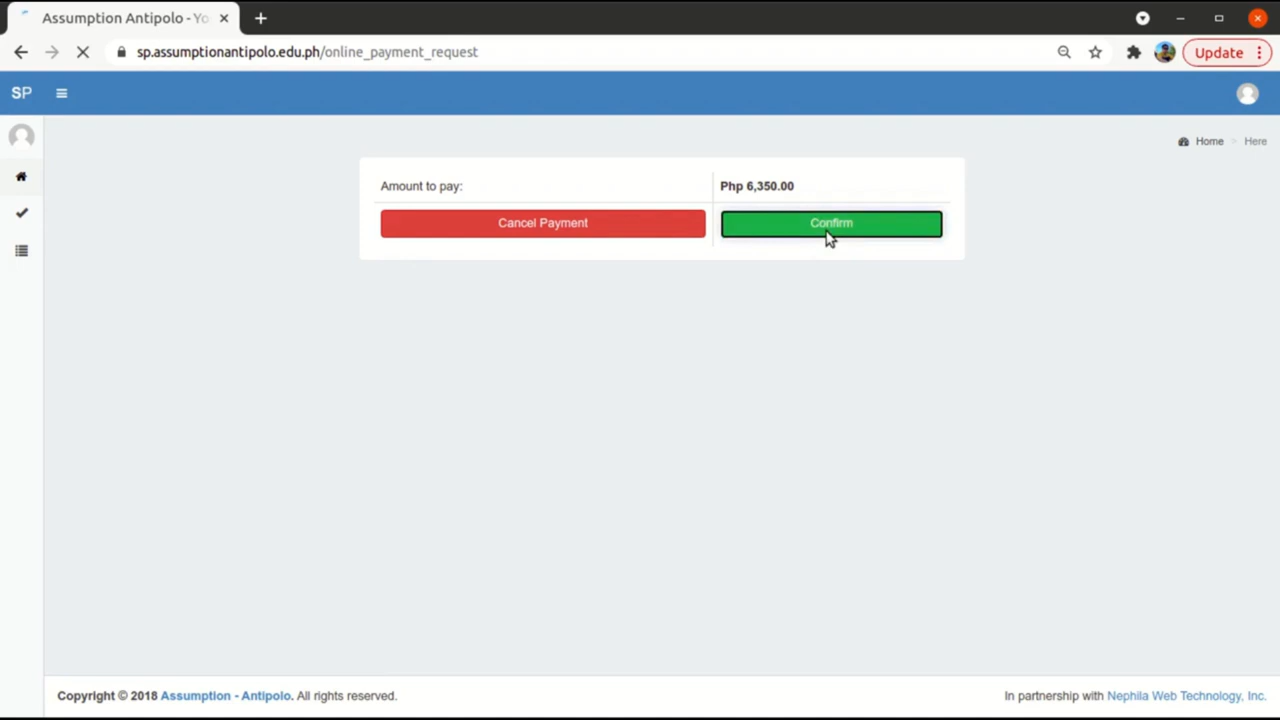 Assumption Antipolo - Yo
sp.assumptionantipolo.edu.ph/online_payment_request
Update
SP
Home > Here
Amount to pay: Php 6,350.00
Cancel Payment Confirm
Copyright © 2018 Assumption - Antipolo. All rights reserved. In partnership with Nephila Web Technology, Inc.